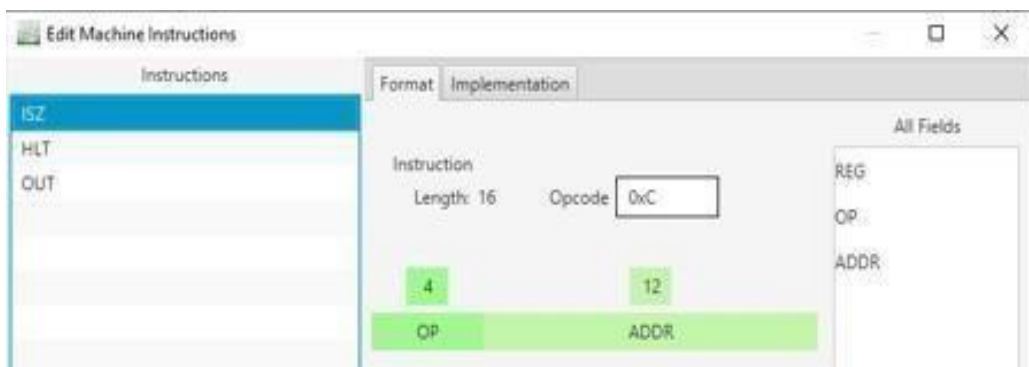 Edit Machine Instructions
Instructions
ISZ
HLT
OUT
Format Implementation
Instruction
Length: 16 Opcode 0xC
4 12
OP ADDR
All Fields
REG
OP
ADDR